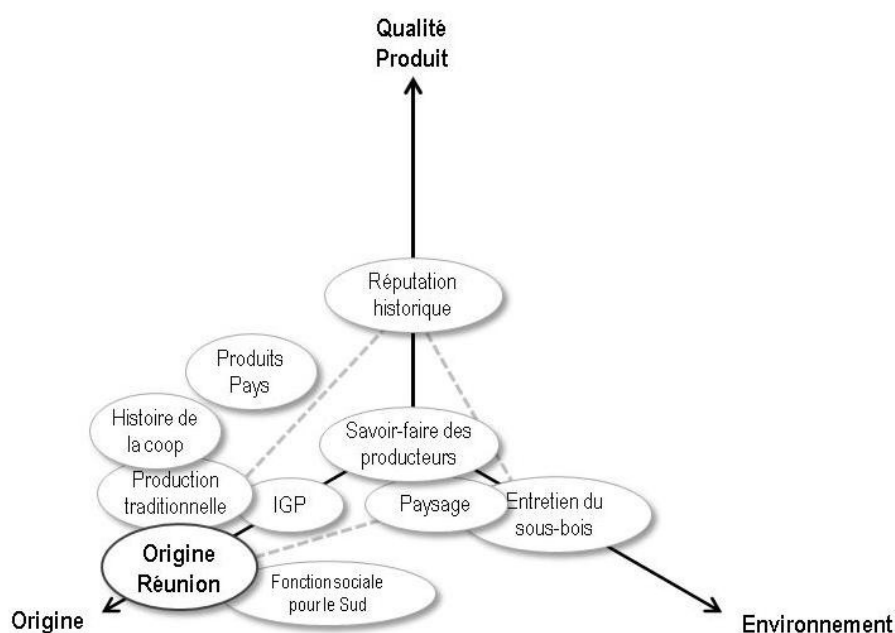 Qualité
Produit
Réputation
historique
Produits
Pays
Histoire de
la coop
Savoir-faire des
producteurs
Production
traditionnelle
IGP
Paysage
Entretien du
sous-bois
Origine
Réunion
Fonction sociale
pour le Sud
Origine
Environnement